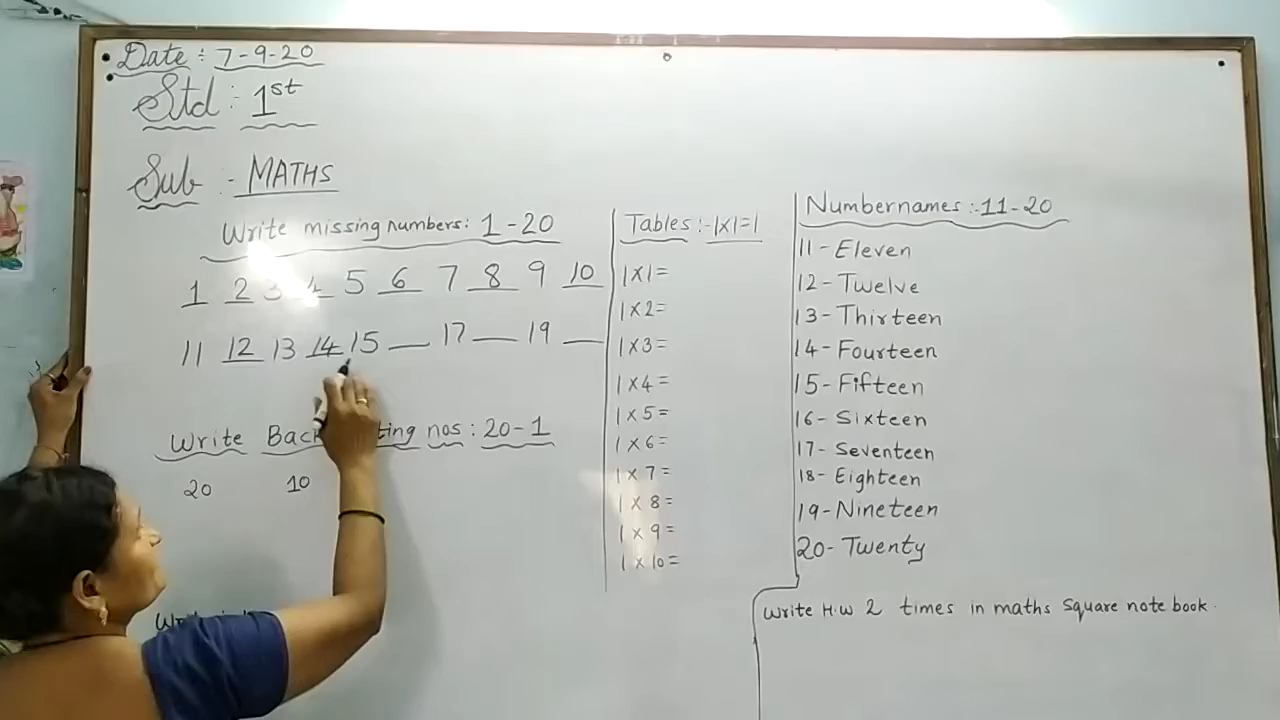 Date : 7-9-20
Std : 1st
Sub :- MATHS
Write missing numbers: 1-20
1 2 3 4 5 6 7 8 9 10
11 12 13 14 15 __ 17 __ 19 __
Write Back ting nos: 20-1
20 10
Tables :- 1x1=1
1x1=
1x2=
1x3=
1x4=
1x5=
1x6=
1x7=
1x8=
1x9=
1x10=
Numbernames :-11-20
11-Eleven
12-Twelve
13-Thirteen
14-Fourteen
15-Fifteen
16-Sixteen
17-Seventeen
18-Eighteen
19-Nineteen
20-Twenty
Write H.W 2 times in maths Square note book.